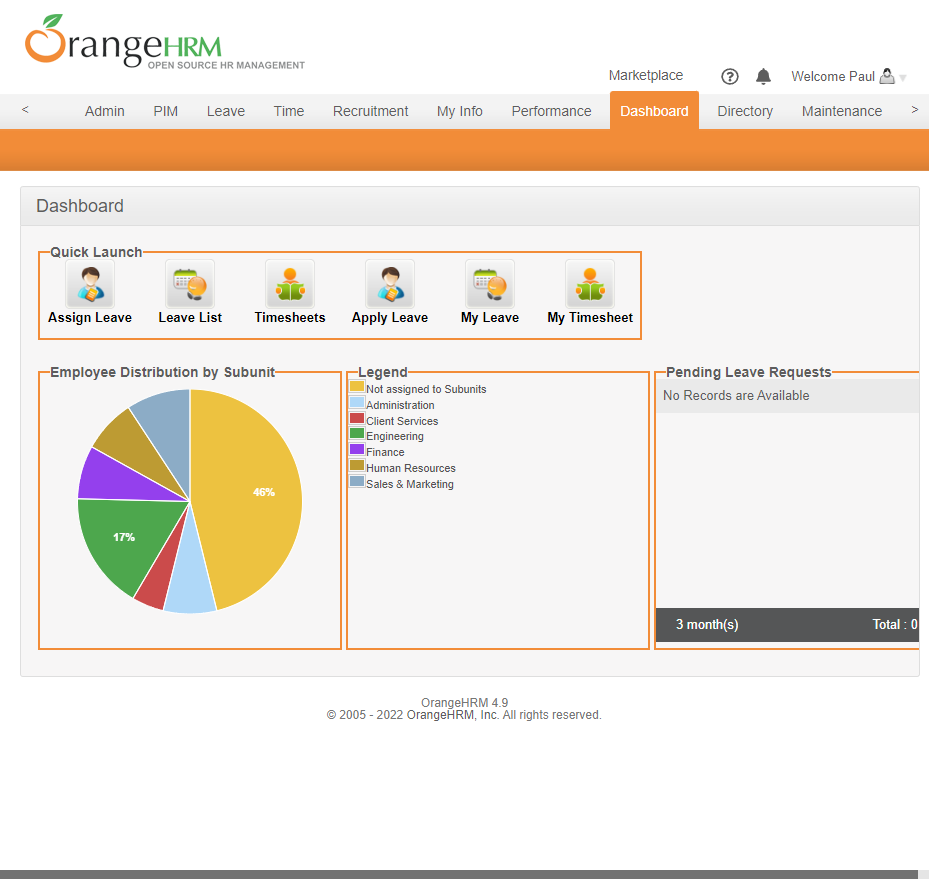 OrangeHRM
OPEN SOURCE HR MANAGEMENT
Marketplace
Welcome Paul
< Admin PIM Leave Time Recruitment My Info Performance Dashboard Directory Maintenance >
Dashboard
Quick Launch
Assign Leave Leave List Timesheets Apply Leave My Leave My Timesheet
Employee Distribution by Subunit
46%
17%
Legend
Not assigned to Subunits
Administration
Client Services
Engineering
Finance
Human Resources
Sales & Marketing
Pending Leave Requests
No Records are Available
3 month(s) Total : 0
OrangeHRM 4.9
© 2005 - 2022 OrangeHRM, Inc. All rights reserved.